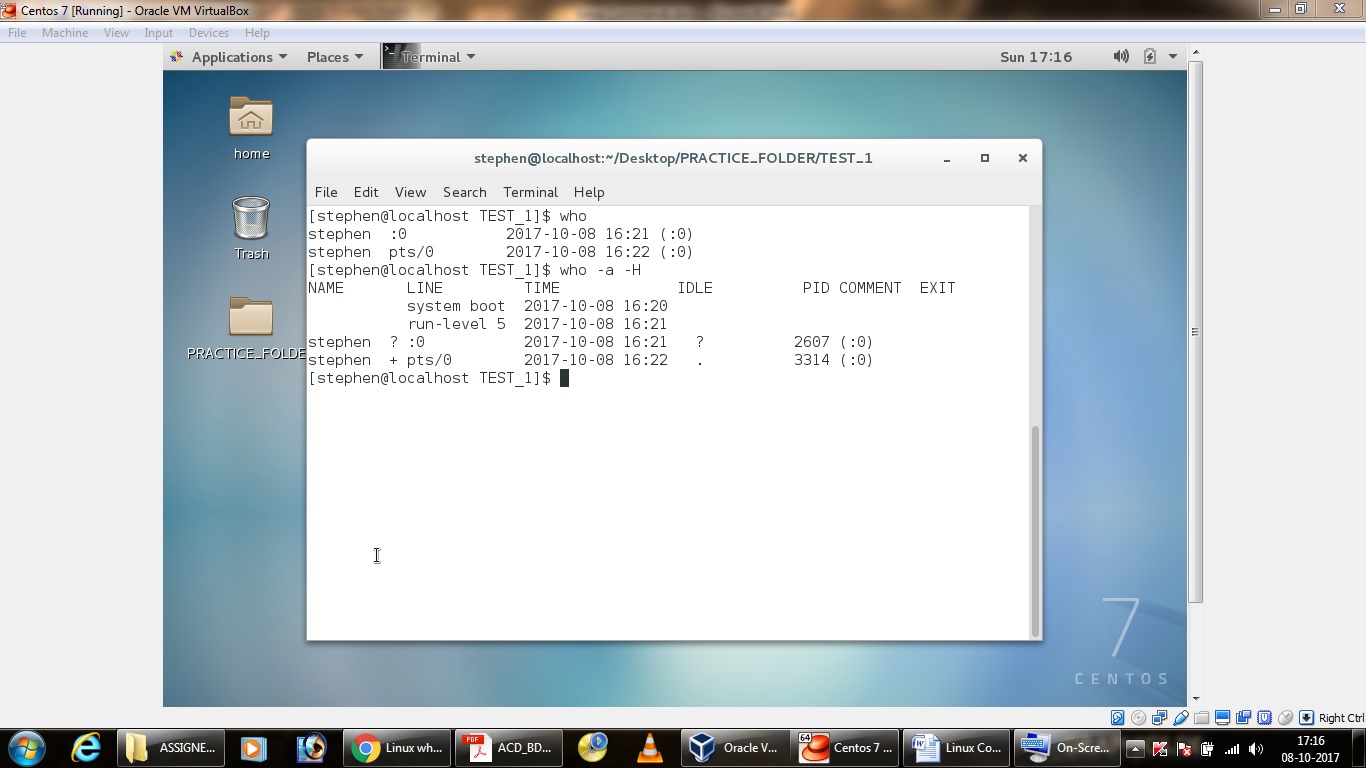 Centos 7 [Running] - Oracle VM VirtualBox
File Machine View Input Devices Help
Applications Places Terminal Sun 17:16
home
Trash
PRACTICE_FOLDE
stephen@localhost:~/Desktop/PRACTICE_FOLDER/TEST_1
File Edit View Search Terminal Help
[stephen@localhost TEST_1]$ who
stephen  :0           2017-10-08 16:21 (:0)
stephen  pts/0        2017-10-08 16:22 (:0)
[stephen@localhost TEST_1]$ who -a -H
NAME       LINE         TIME             IDLE          PID COMMENT  EXIT
           system boot  2017-10-08 16:20
           run-level 5  2017-10-08 16:21
stephen  ? :0           2017-10-08 16:21   ?          2607 (:0)
stephen  + pts/0        2017-10-08 16:22   .          3314 (:0)
[stephen@localhost TEST_1]$
7
CENTOS
Right Ctrl
ASSIGNE... Linux wh... PDF ACD_BD... Oracle V... 64 Centos 7 ... Linux Co... On-Scre... 17:16
08-10-2017